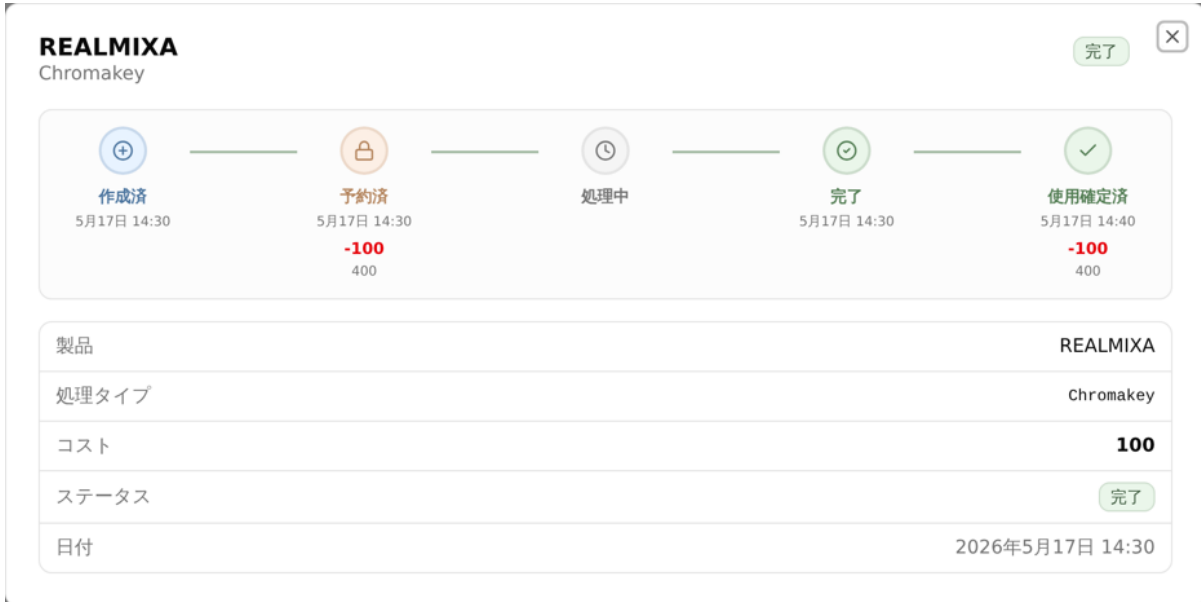 REALMIXA
Chromakey
完了
作成済
5月17日 14:30
予約済
5月17日 14:30
-100
400
処理中
完了
5月17日 14:30
使用確定済
5月17日 14:40
-100
400
製品 REALMIXA
処理タイプ Chromakey
コスト 100
ステータス 完了
日付 2026年5月17日 14:30